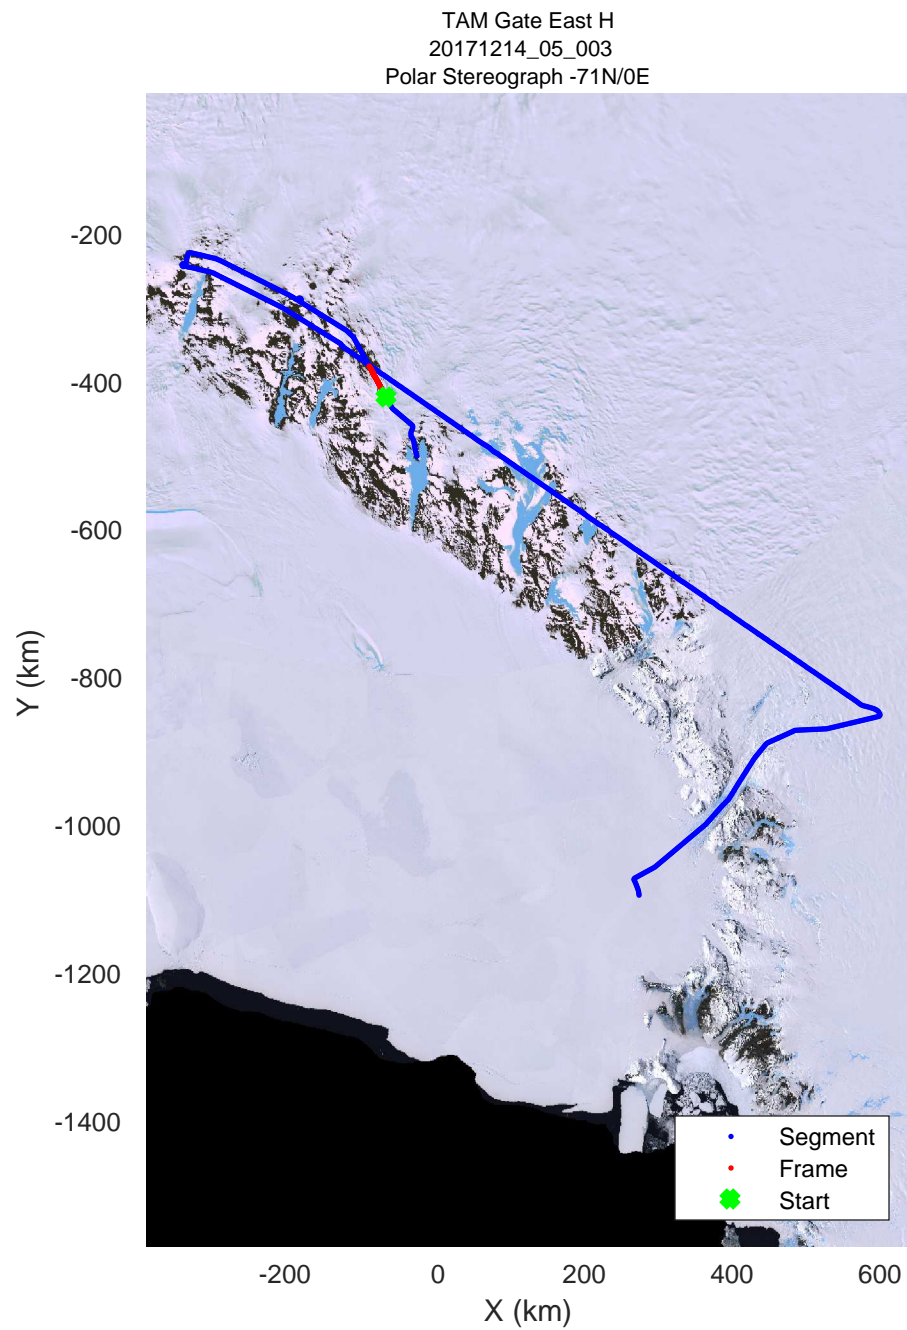 TAM Gate East H
20171214_05_003
Polar Stereograph -71N/0E
-200
-400
-600
-800
-1000
-1200
-1400
Y (km)
Segment
Frame
Start
-200
0
200
400
600
X (km)